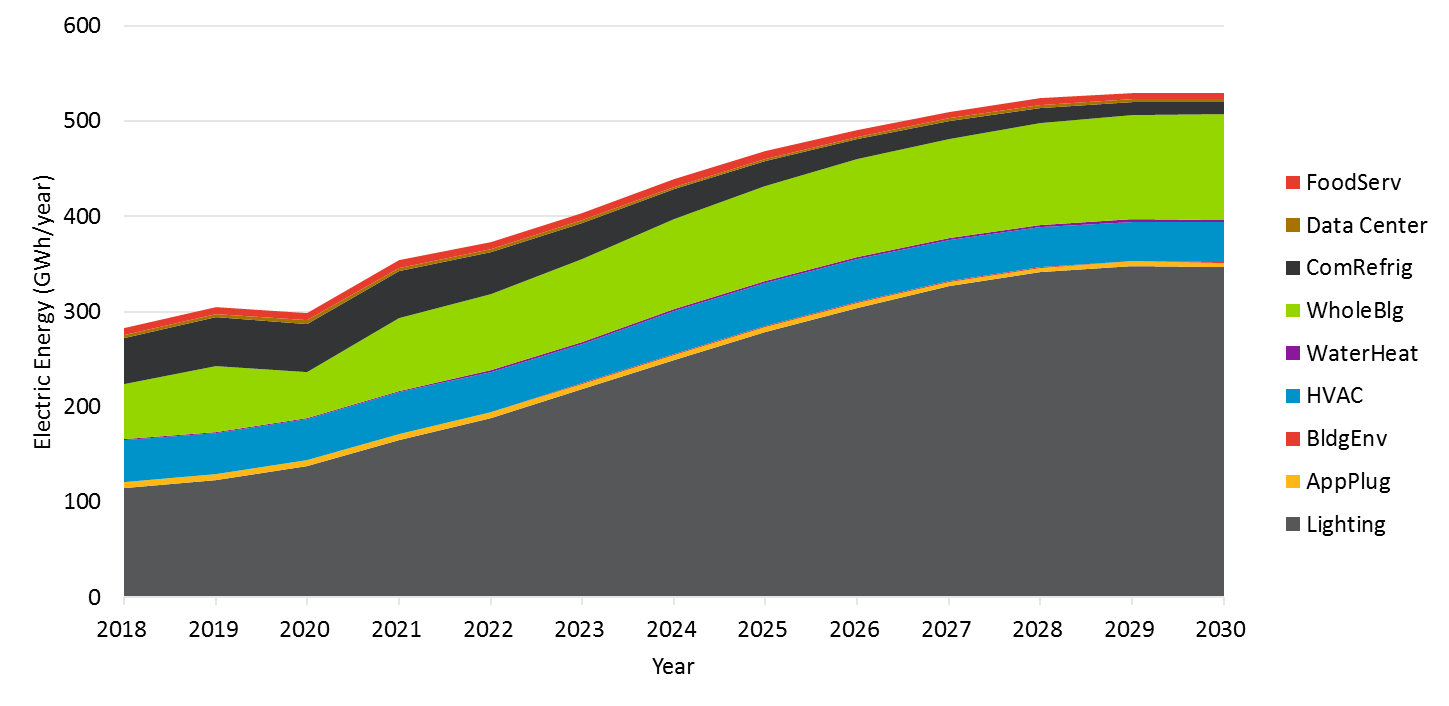 600
500
400
300
200
100
0
Electric Energy (GWh/year)
2018 2019 2020 2021 2022 2023 2024 2025 2026 2027 2028 2029 2030
Year
FoodServ
Data Center
ComRefrig
WholeBlg
WaterHeat
HVAC
BldgEnv
AppPlug
Lighting